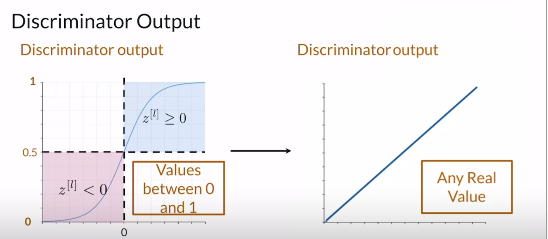 Discriminator Output
Discriminator output
Discriminator output
1
z^[l] ≥ 0
0.5
z^[l] < 0
Values
between 0
and 1
Any Real
Value
0
0